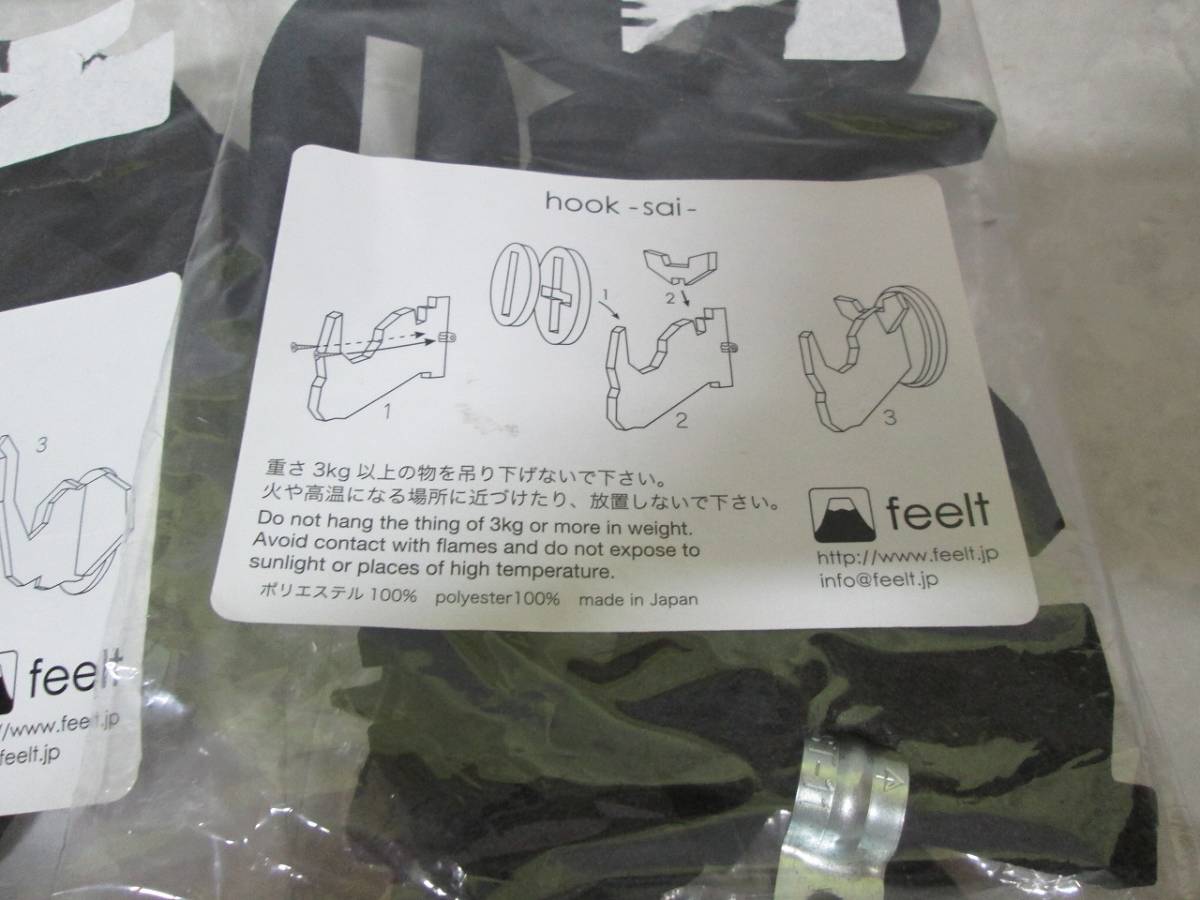 hook -sai-
1
2
1
2
3
重さ 3kg 以上の物を吊り下げないで下さい。
火や高温になる場所に近づけたり、放置しないで下さい。
Do not hang the thing of 3kg or more in weight.
Avoid contact with flames and do not expose to
sunlight or places of high temperature.
ポリエステル 100% polyester100% made in Japan
feelt
http://www.feelt.jp
info@feelt.jp
3
feelt
//www.feelt.jp
feelt.jp